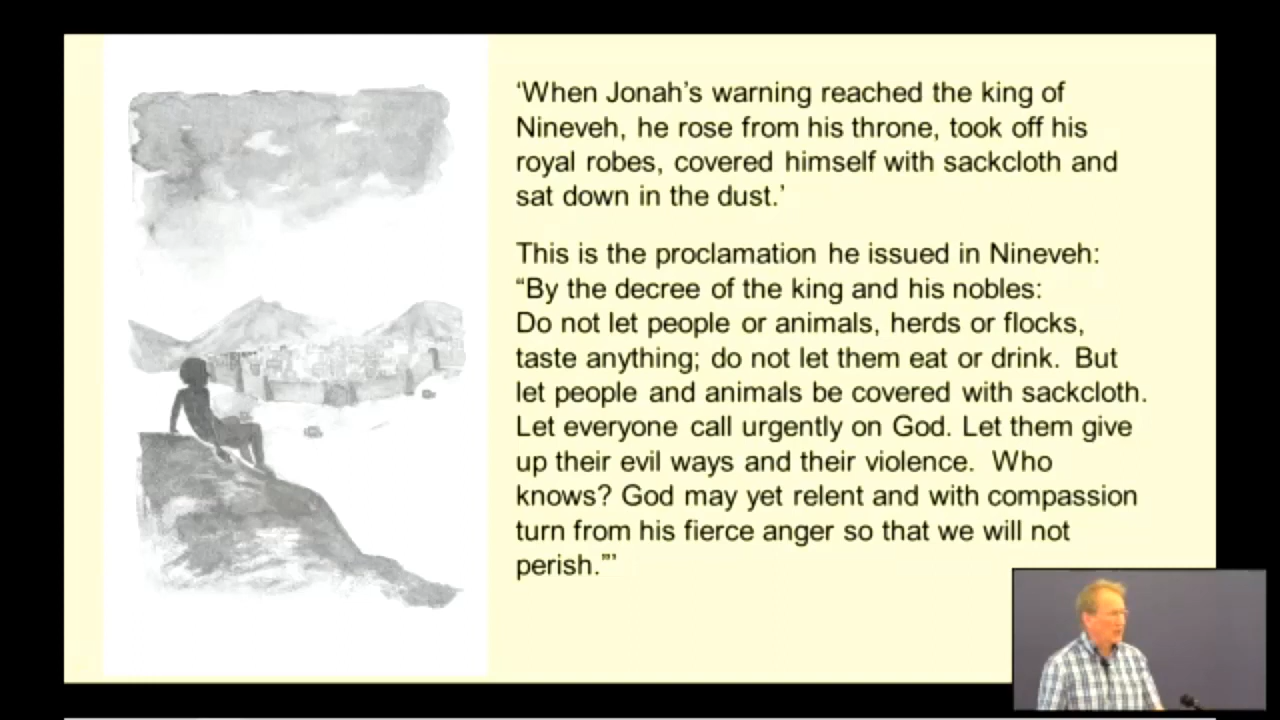 ‘When Jonah’s warning reached the king of
Nineveh, he rose from his throne, took off his
royal robes, covered himself with sackcloth and
sat down in the dust.’
This is the proclamation he issued in Nineveh:
“By the decree of the king and his nobles:
Do not let people or animals, herds or flocks,
taste anything; do not let them eat or drink. But
let people and animals be covered with sackcloth.
Let everyone call urgently on God. Let them give
up their evil ways and their violence. Who
knows? God may yet relent and with compassion
turn from his fierce anger so that we will not
perish.”’